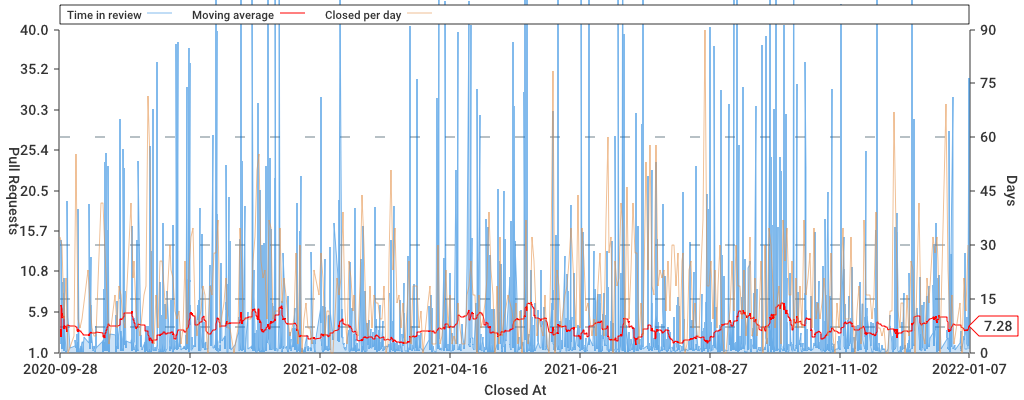 Time in review Moving average Closed per day
40.0 90
35.2 75
30.3 60
25.4
20.5 45
15.7 30
10.8
5.9 15
7.28
1.0 0
Pull Requests
Days
2020-09-28 2020-12-03 2021-02-08 2021-04-16 2021-06-21 2021-08-27 2021-11-02 2022-01-07
Closed At